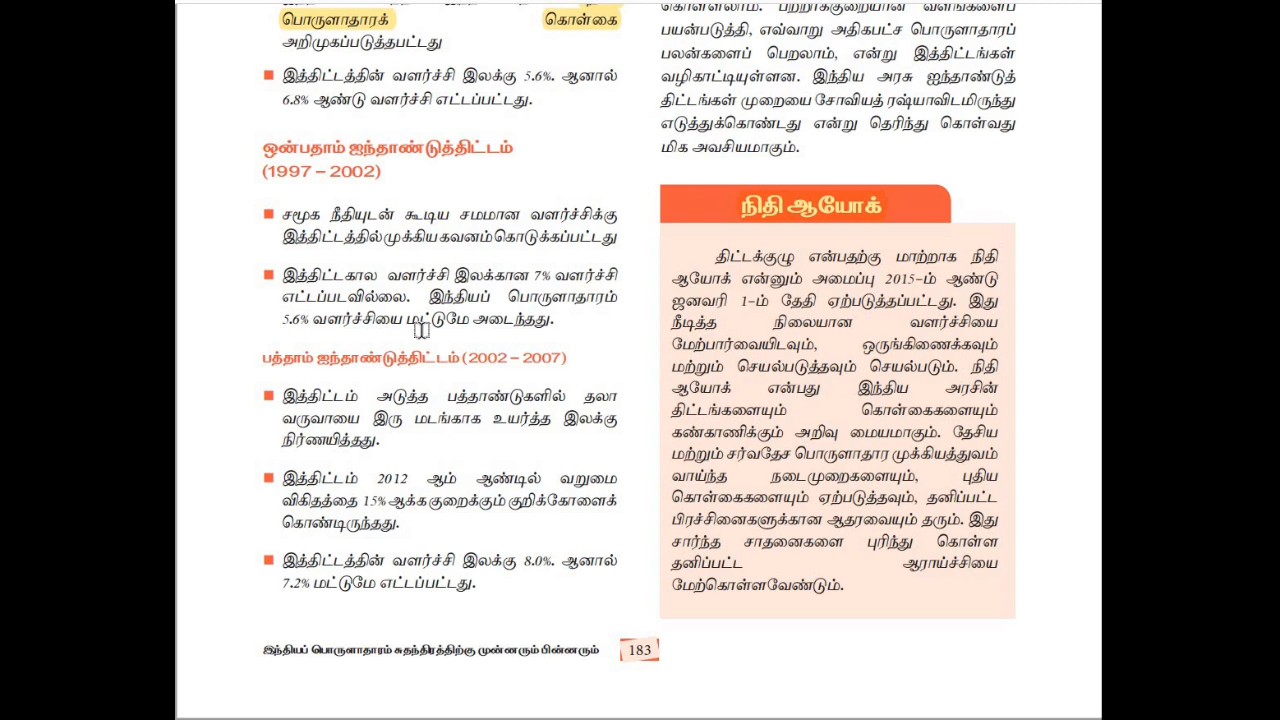 பொருளாதாரக் கொள்கை
அறிமுகப்படுத்தபட்டது
■ இத்திட்டத்தின் வளர்ச்சி இலக்கு 5.6%. ஆனால்
6.8% ஆண்டு வளர்ச்சி எட்டப்பட்டது.
ஒன்பதாம் ஐந்தாண்டுத்திட்டம்
(1997 – 2002)
■ சமூக நீதியுடன் கூடிய சமமான வளர்ச்சிக்கு
இத்திட்டத்தில் முக்கிய கவனம் கொடுக்கப்பட்டது
■ இத்திட்டகால வளர்ச்சி இலக்கான 7% வளர்ச்சி
எட்டப்படவில்லை. இந்தியப் பொருளாதாரம்
5.6% வளர்ச்சியை மட்டுமே அடைந்தது.
பத்தாம் ஐந்தாண்டுத்திட்டம் (2002 – 2007)
■ இத்திட்டம் அடுத்த பத்தாண்டுகளில் தலா
வருவாயை இரு மடங்காக உயர்த்த இலக்கு
நிர்ணயித்தது.
■ இத்திட்டம் 2012 ஆம் ஆண்டில் வறுமை
விகிதத்தை 15% ஆக்க குறைக்கும் குறிக்கோளைக்
கொண்டிருந்தது.
■ இத்திட்டத்தின் வளர்ச்சி இலக்கு 8.0%. ஆனால்
7.2% மட்டுமே எட்டப்பட்டது.
கொள்ளலாம். பற்றாக்குறையான வளங்களைப்
பயன்படுத்தி, எவ்வாறு அதிகபட்ச பொருளாதாரப்
பலன்களைப் பெறலாம், என்று இத்திட்டங்கள்
வழிகாட்டியுள்ளன. இந்திய அரசு ஐந்தாண்டுத்
திட்டங்கள் முறையை சோவியத் ரஷ்யாவிடமிருந்து
எடுத்துக்கொண்டது என்று தெரிந்து கொள்வது
மிக அவசியமாகும்.
நிதி ஆயோக்
திட்டக்குழு என்பதற்கு மாற்றாக நிதி
ஆயோக் என்னும் அமைப்பு 2015-ம் ஆண்டு
ஜனவரி 1-ம் தேதி ஏற்படுத்தப்பட்டது. இது
நீடித்த நிலையான வளர்ச்சியை
மேற்பார்வையிடவும், ஒருங்கிணைக்கவும்
மற்றும் செயல்படுத்தவும் செயல்படும். நிதி
ஆயோக் என்பது இந்திய அரசின்
திட்டங்களையும் கொள்கைகளையும்
கண்காணிக்கும் அறிவு மையமாகும். தேசிய
மற்றும் சர்வதேச பொருளாதார முக்கியத்துவம்
வாய்ந்த நடைமுறைகளையும், புதிய
கொள்கைகளையும் ஏற்படுத்தவும், தனிப்பட்ட
பிரச்சினைகளுக்கான ஆதரவையும் தரும். இது
சார்ந்த சாதனைகளை புரிந்து கொள்ள
தனிப்பட்ட ஆராய்ச்சியை
மேற்கொள்ளவேண்டும்.
இந்தியப் பொருளாதாரம் சுதந்திரத்திற்கு முன்னரும் பின்னரும் 183